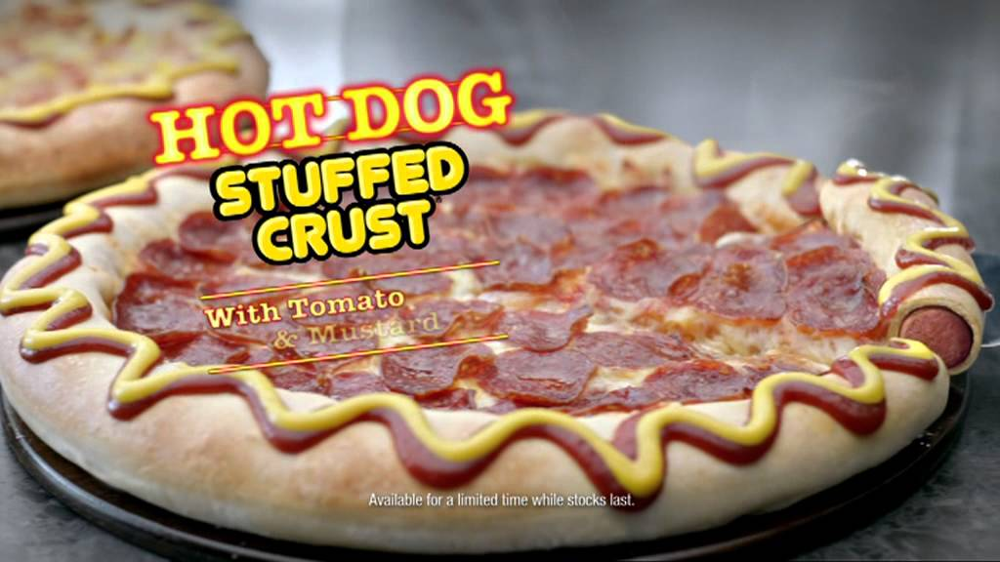 HOT DOG
STUFFED
CRUST
With Tomato
& Mustard
Available for a limited time while stocks last.